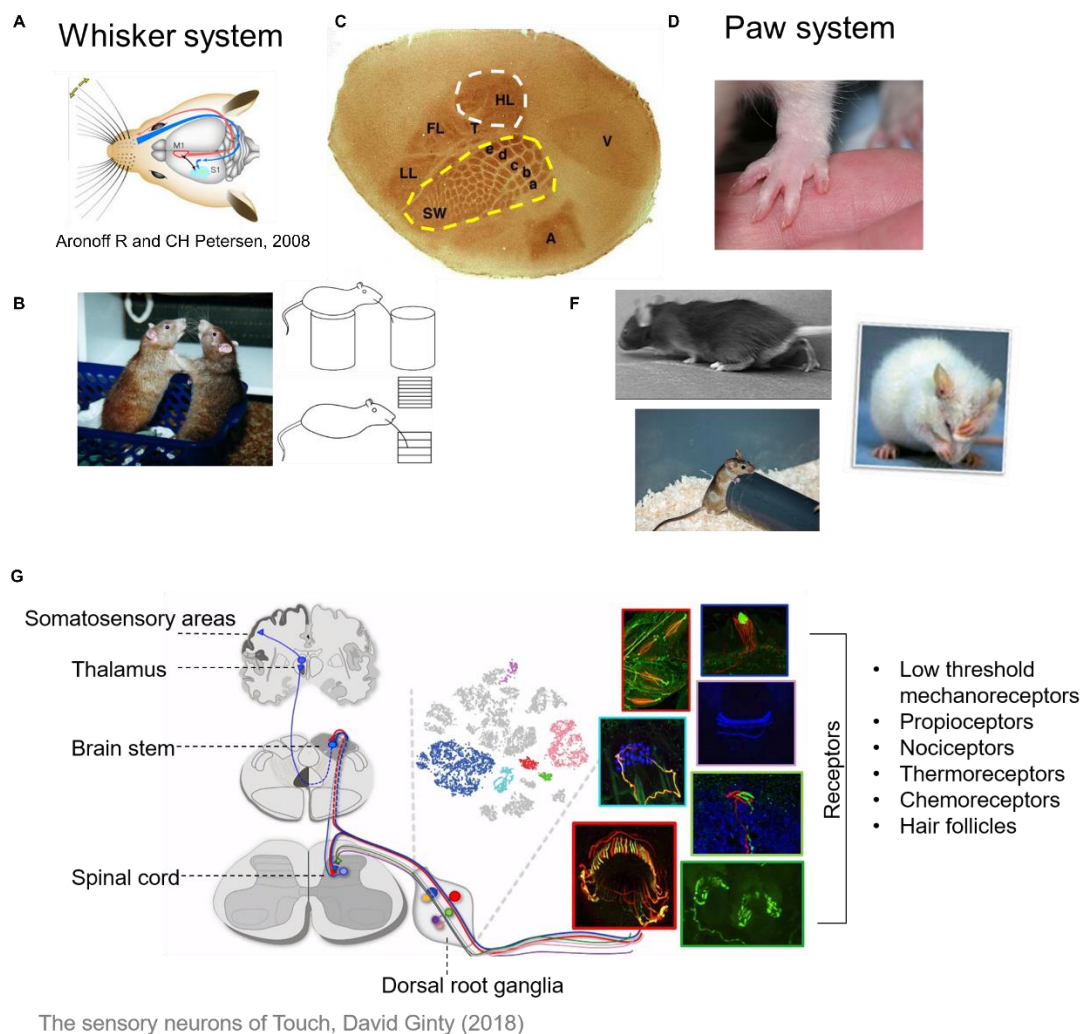 A
Whisker system
M1
S1
Aronoff R and CH Petersen, 2008
C
HL
FL
T
V
e
d
c
b
a
LL
SW
A
D
Paw system
B
F
G
Somatosensory areas
Thalamus
Brain stem
Spinal cord
Dorsal root ganglia
Receptors
• Low threshold
mechanoreceptors
• Propioceptors
• Nociceptors
• Thermoreceptors
• Chemoreceptors
• Hair follicles
The sensory neurons of Touch, David Ginty (2018)